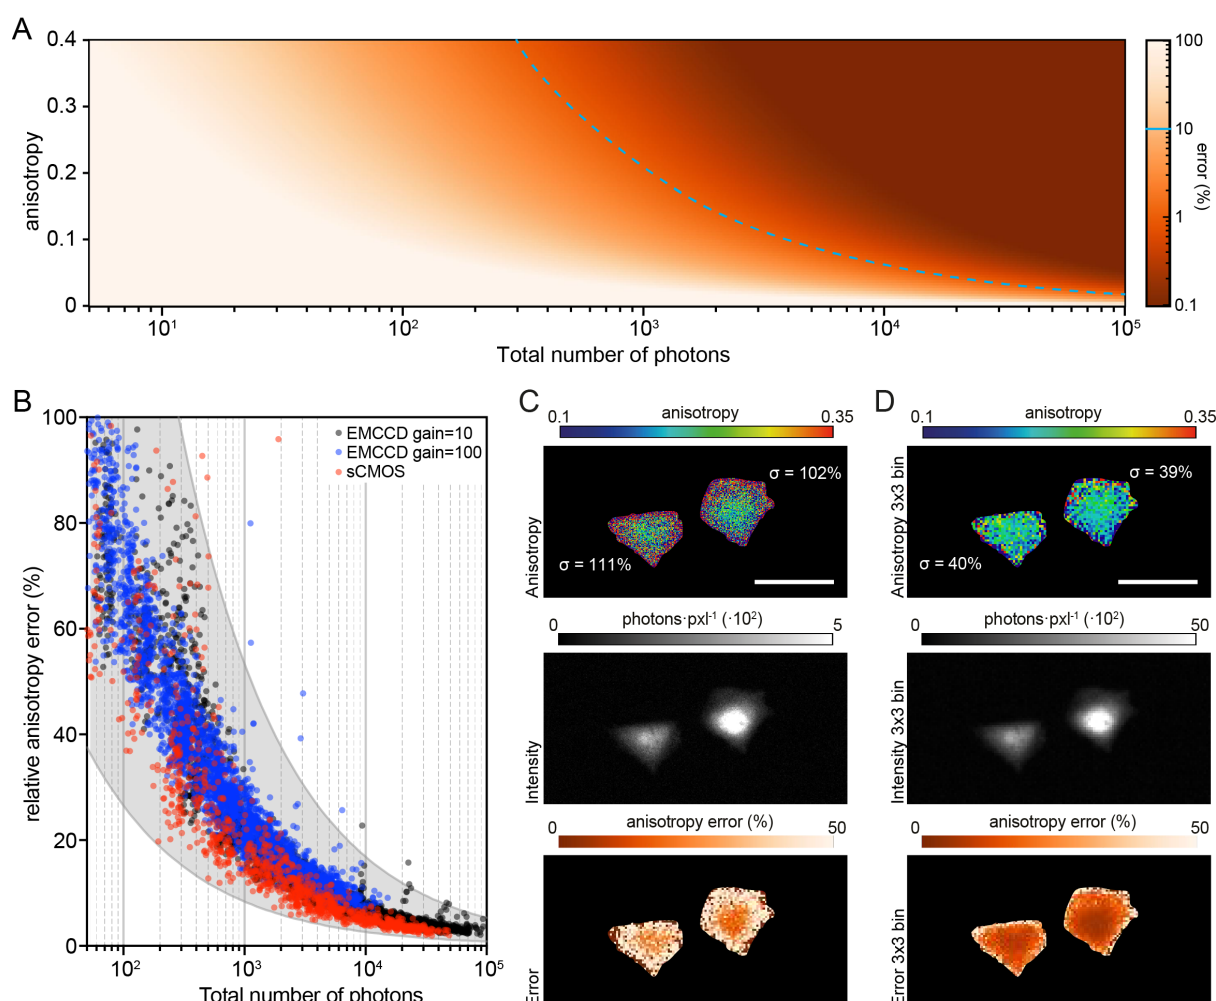 A
0.4
0.3
0.2
0.1
0
anisotropy
10¹
10²
10³
10⁴
10⁵
Total number of photons
100
10
1
0.1
error (%)
B
100
80
60
40
20
0
relative anisotropy error (%)
EMCCD gain=10
EMCCD gain=100
sCMOS
10²
10³
10⁴
10⁵
Total number of photons
C
anisotropy
0.1
0.35
Anisotropy
σ = 102%
σ = 111%
photons·pxl⁻¹ (·10²)
0
5
Intensity
anisotropy error (%)
0
50
Error
D
anisotropy
0.1
0.35
Anisotropy 3x3 bin
σ = 39%
σ = 40%
photons·pxl⁻¹ (·10²)
0
50
Intensity 3x3 bin
anisotropy error (%)
0
50
Error 3x3 bin